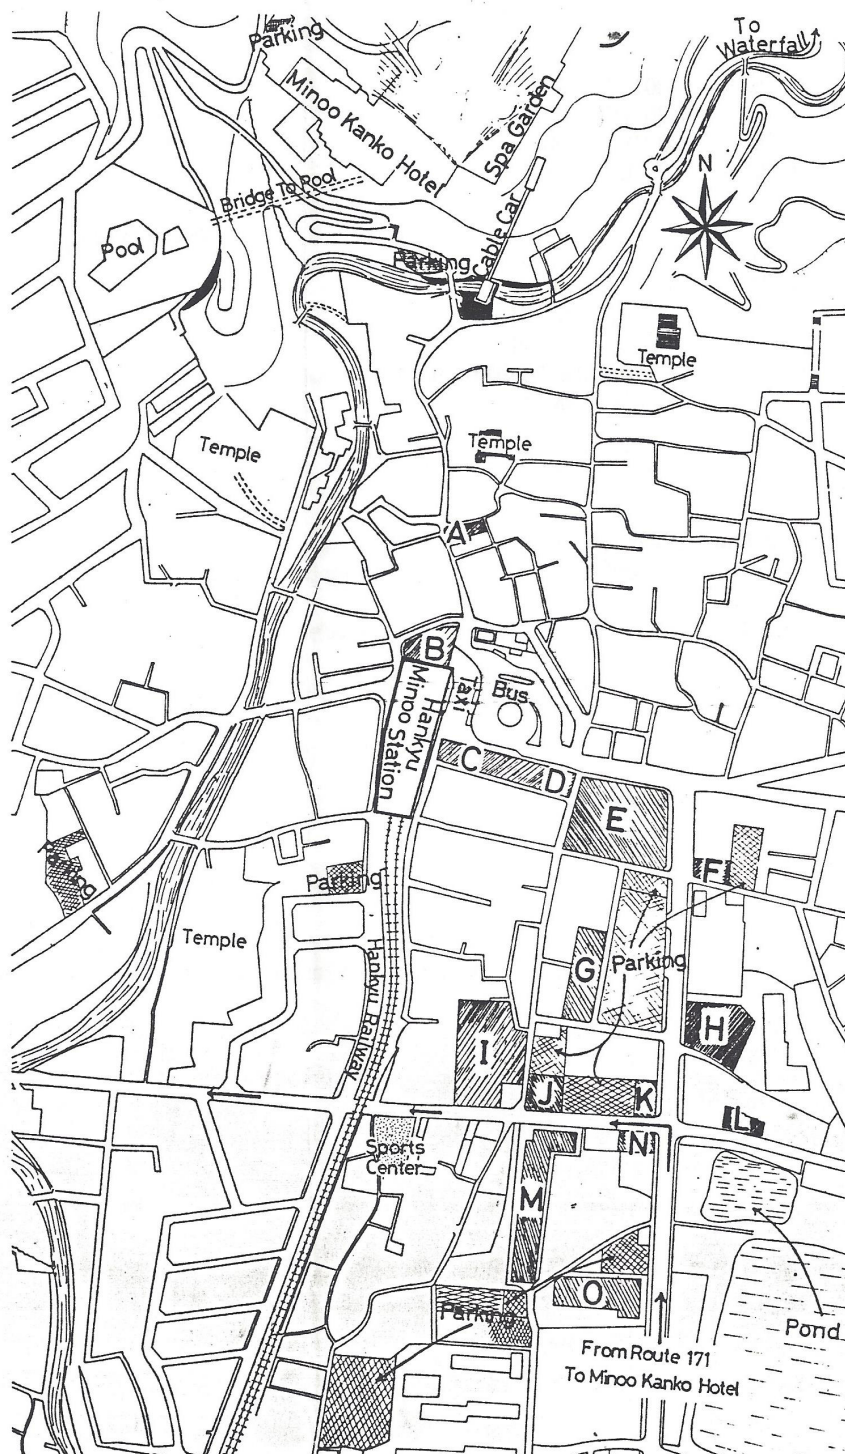 To
Waterfall
Parking
Minoo Kanko Hotel
Spa Garden
N
Bridge To Pool
Cable Car
Pool
Parking
Temple
Temple
Temple
A
B
Hankyu
Minoo Station
Taxi
Bus
C
D
E
F
Parking
Parking
Temple
Hankyu Railway
G
Parking
H
I
J
K
L
Sports
Center
N
M
O
Parking
Pond
From Route 171
To Minoo Kanko Hotel